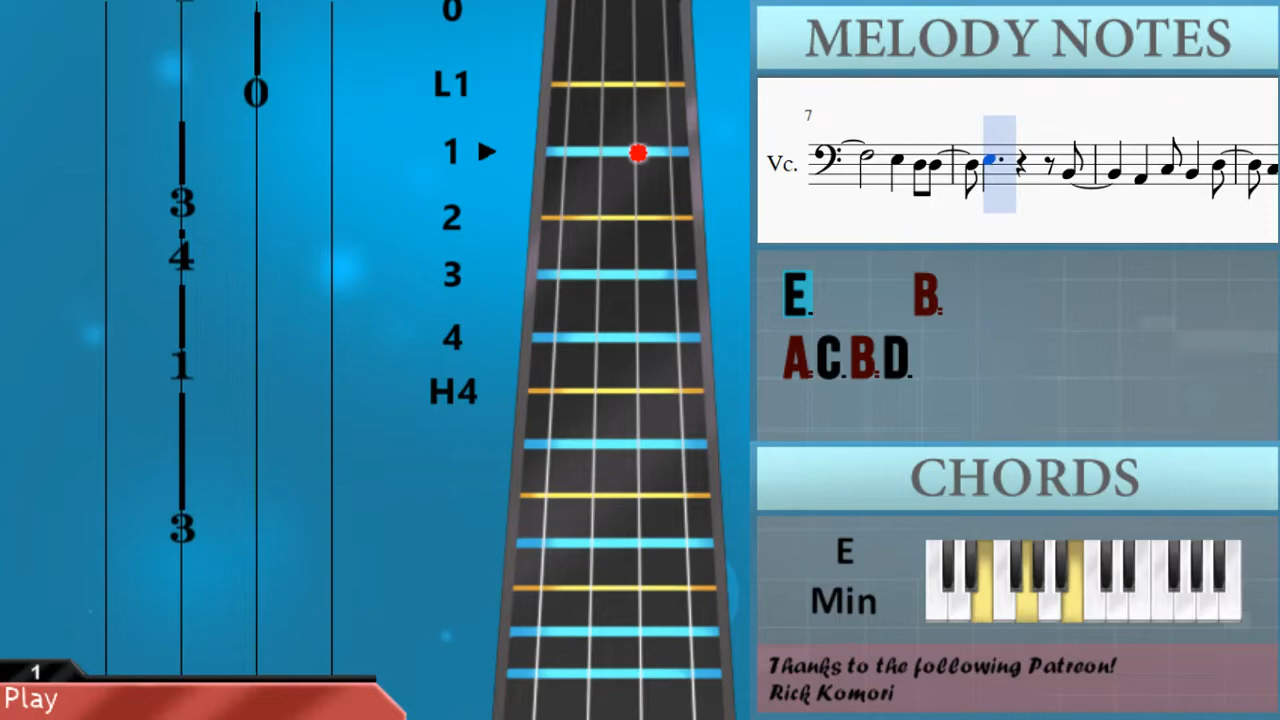 0
L1
1
2
3
4
H4
0
3
4
1
3
1
Play
MELODY NOTES
7
Vc.
E. B.
A.C.B.D.
CHORDS
E
Min
Thanks to the following Patreon!
Rick Komori